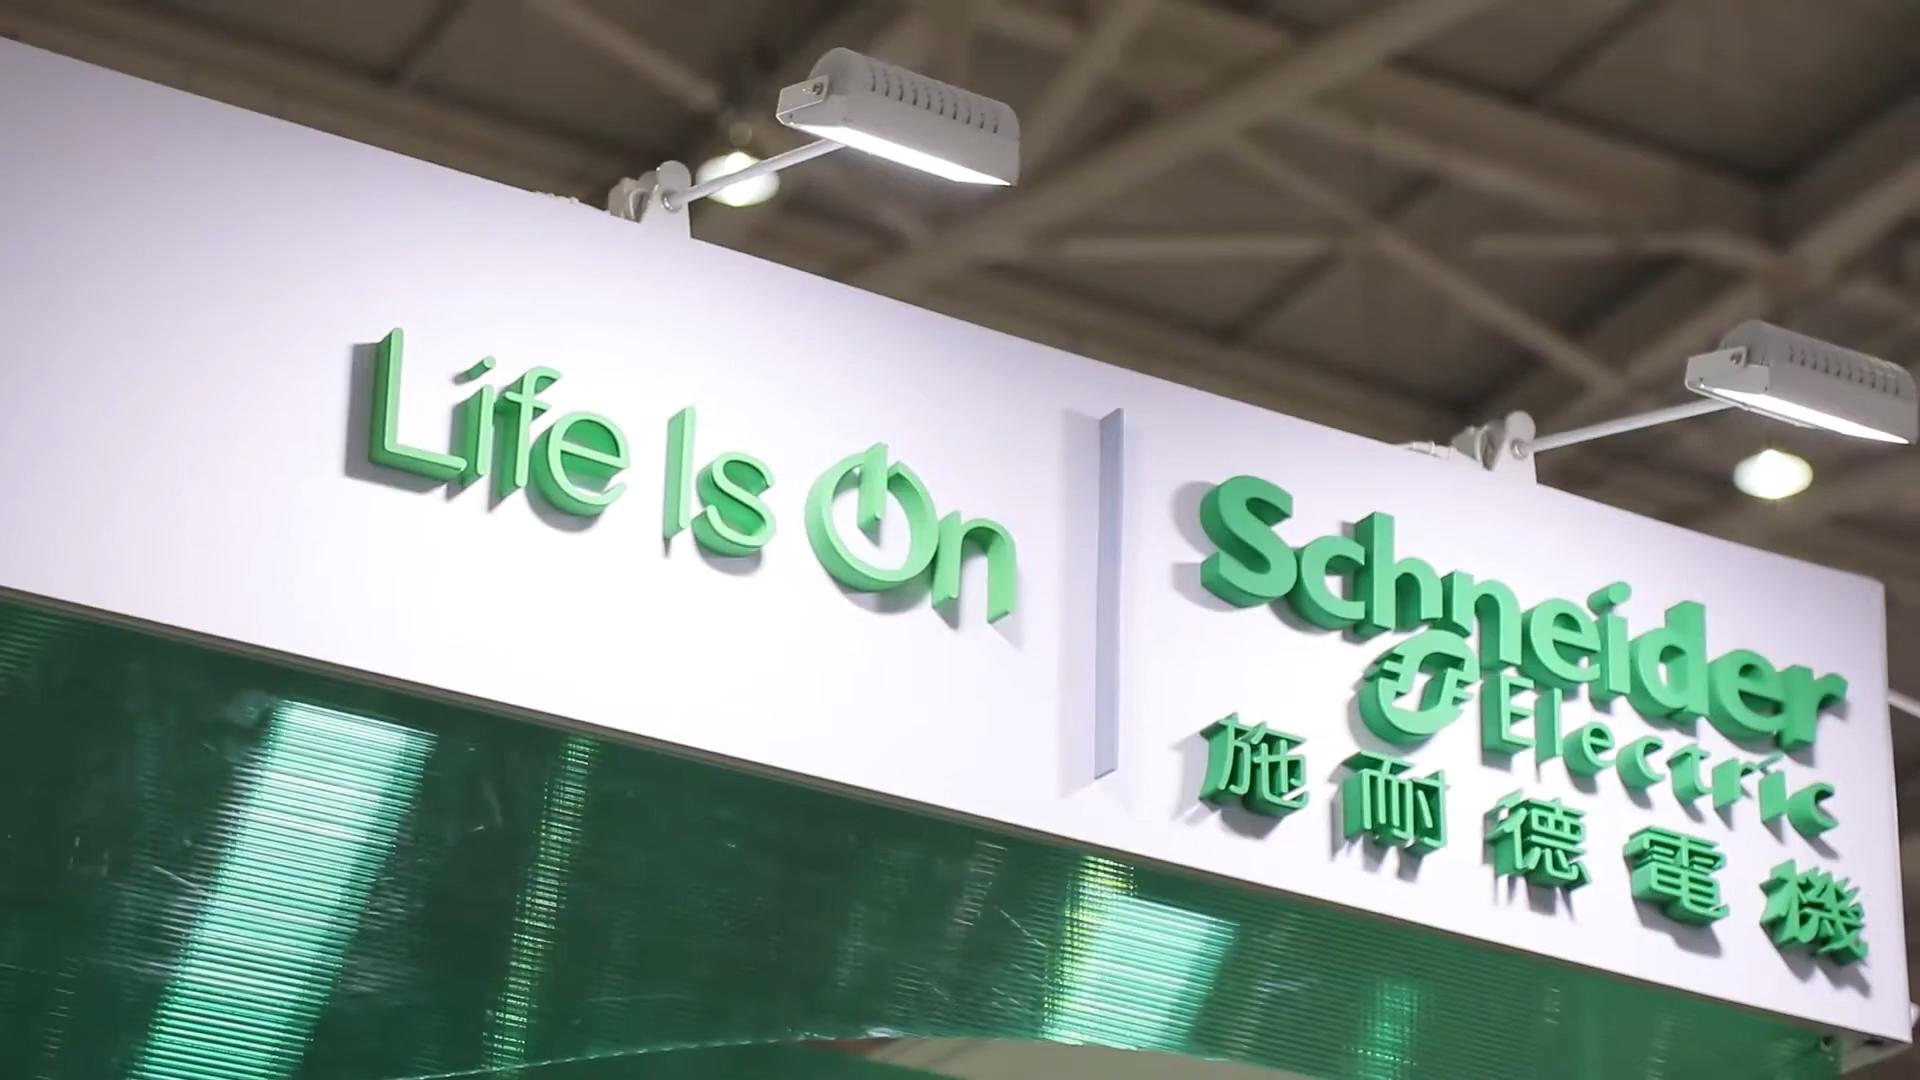 Life Is On
Schneider
Electric
施耐德電機